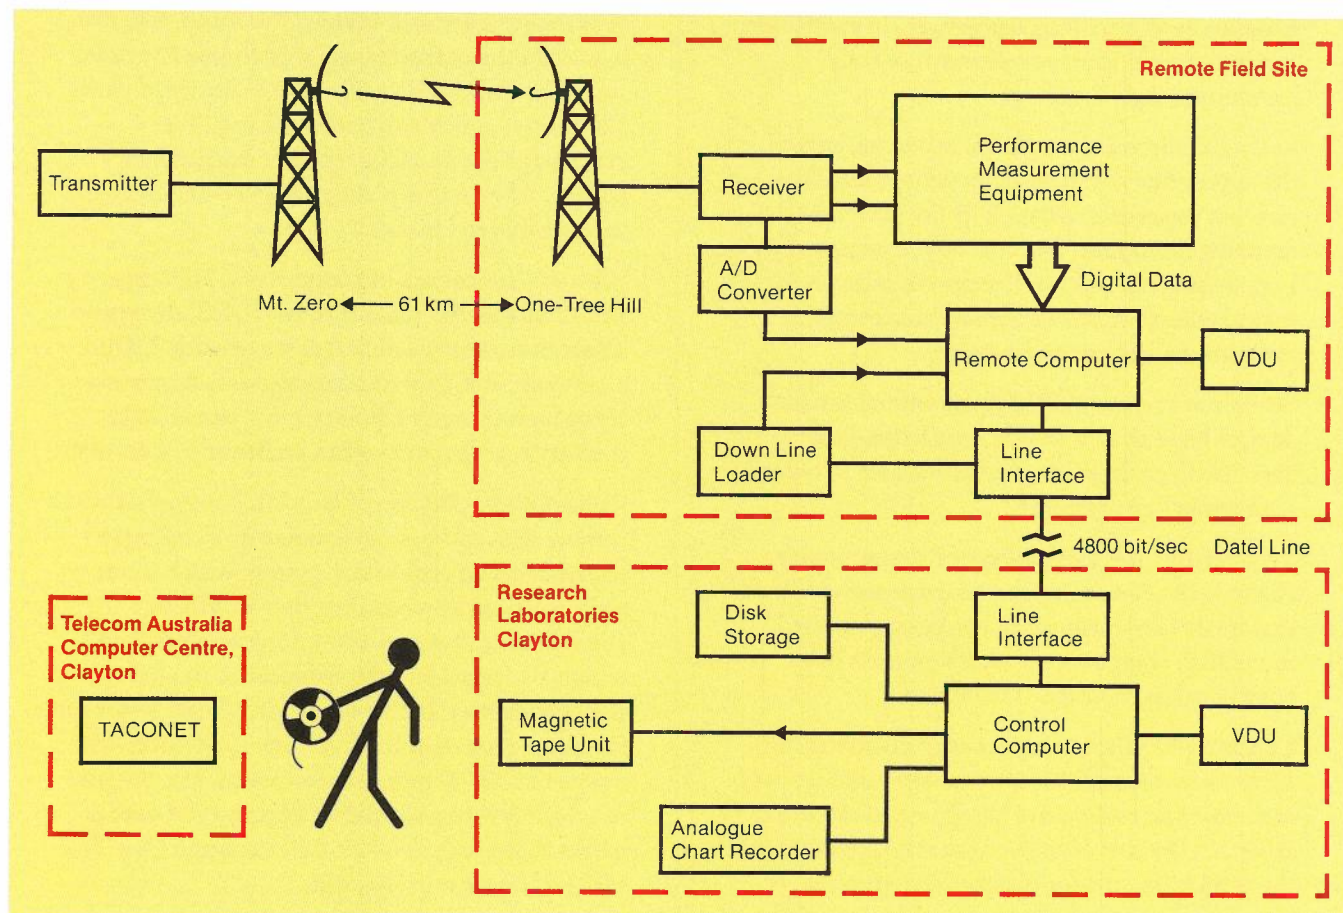 Remote Field Site
Transmitter
Mt. Zero
61 km
One-Tree Hill
Receiver
Performance
Measurement
Equipment
A/D
Converter
Digital Data
Remote Computer
VDU
Down Line
Loader
Line
Interface
4800 bit/sec Datel Line
Research
Laboratories
Clayton
Disk
Storage
Line
Interface
Magnetic
Tape Unit
Control
Computer
VDU
Analogue
Chart Recorder
Telecom Australia
Computer Centre,
Clayton
TACONET